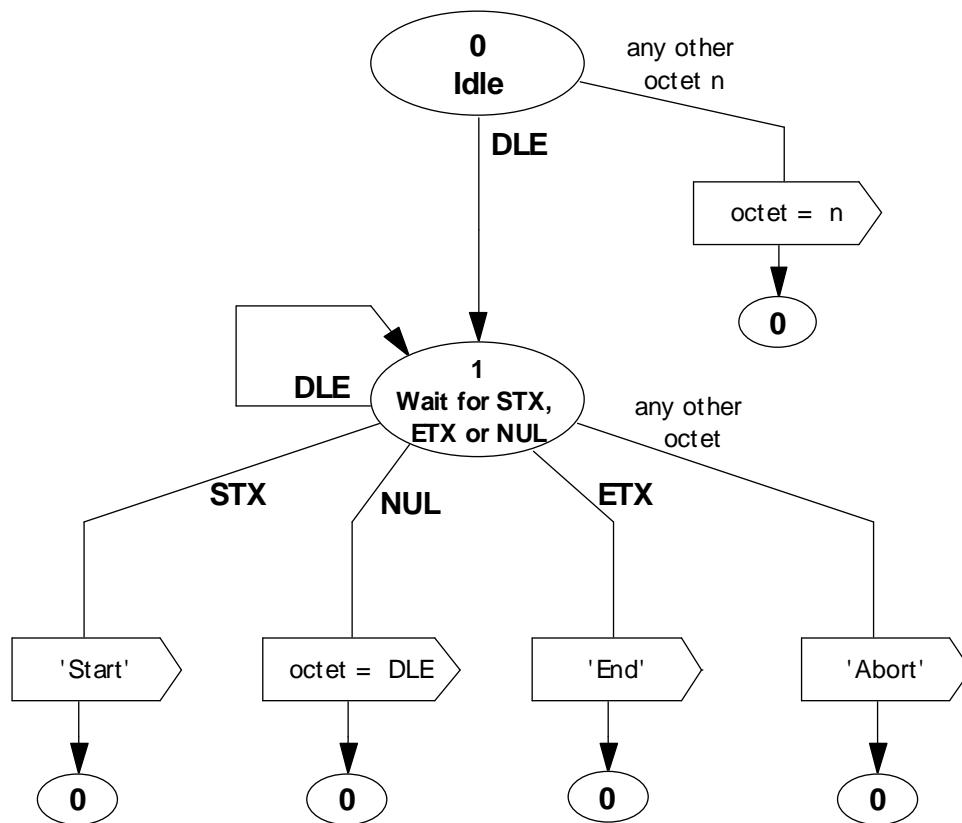 0
Idle
any other
octet n
DLE
octet = n
0
DLE
1
Wait for STX,
ETX or NUL
any other
octet
STX
NUL
ETX
'Start'
octet = DLE
'End'
'Abort'
0
0
0
0